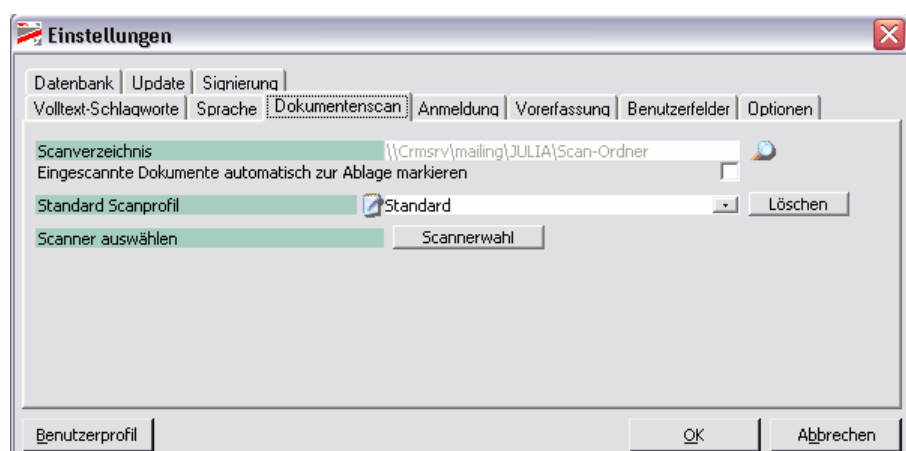 Einstellungen
Datenbank Update Signierung
Volltext-Schlagworte Sprache Dokumentenscan Anmeldung Vorerfassung Benutzerfelder Optionen
Scanverzeichnis \\Crmsrv\mailing\JULIA\Scan-Ordner
Eingescannte Dokumente automatisch zur Ablage markieren
Standard Scanprofil Standard Löschen
Scanner auswählen Scannerwahl
Benutzerprofil OK Abbrechen